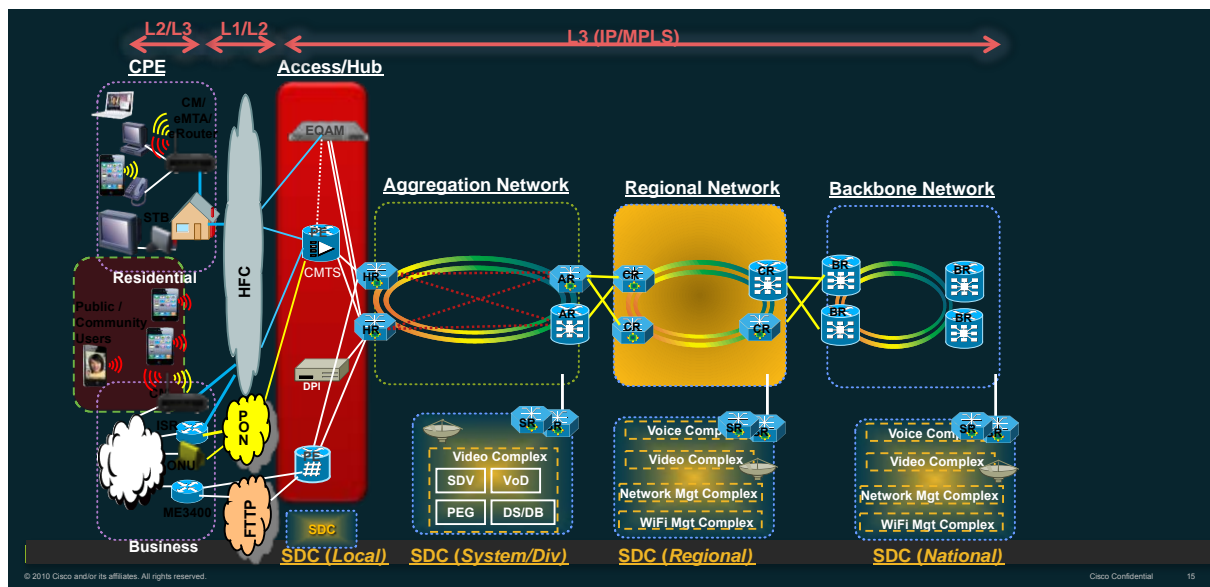 L2/L3
L1/L2
L3 (IP/MPLS)
CPE
Access/Hub
CM/
eMTA/
eRouter
EQAM
Aggregation Network
Regional Network
Backbone Network
STB
PE
CMTS
HFC
Residential
HR
HR
AR
AR
CR
CR
CR
CR
BR
BR
BR
BR
Public /
Community
Users
DPI
ISR
ONU
ME3400
PON
FTTP
PE
Business
SDC
SR
Video Complex
SDV
VoD
PEG
DS/DB
SR
Voice Comp
Video Complex
Network Mgt Complex
WiFi Mgt Complex
SR
Voice Comp
Video Complex
Network Mgt Complex
WiFi Mgt Complex
SDC (Local)
SDC (System/Div)
SDC (Regional)
SDC (National)
© 2010 Cisco and/or its affiliates. All rights reserved.
Cisco Confidential
15